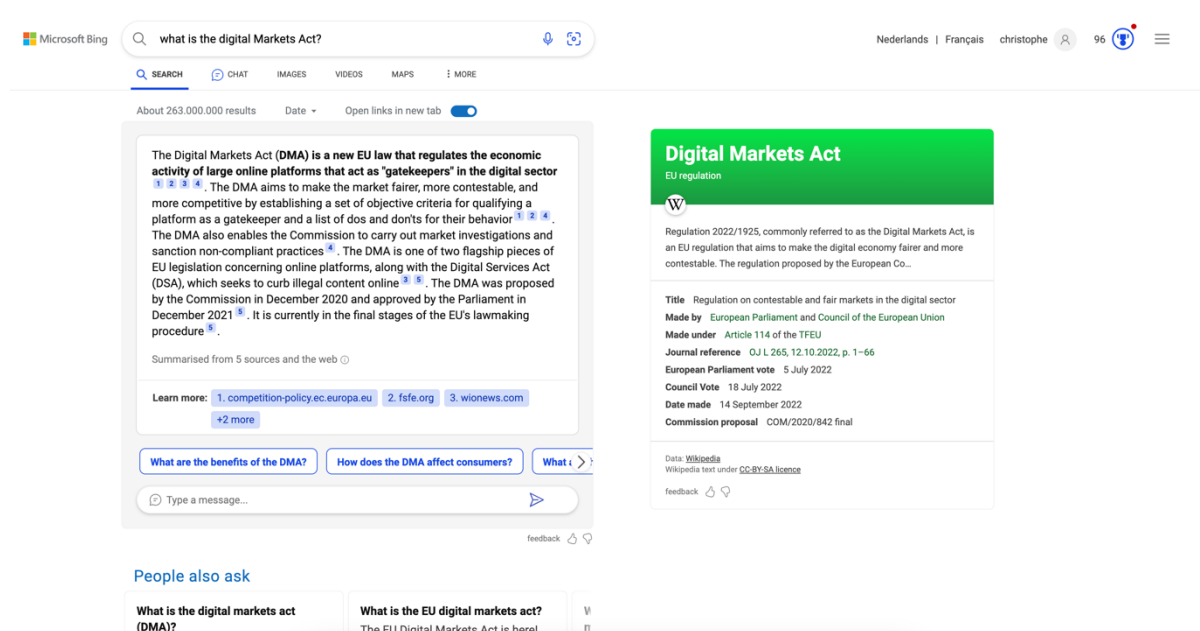 Microsoft Bing
what is the digital Markets Act?
Nederlands | Français christophe 96
SEARCH CHAT IMAGES VIDEOS MAPS MORE
About 263.000.000 results Date Open links in new tab
The Digital Markets Act (DMA) is a new EU law that regulates the economic
activity of large online platforms that act as "gatekeepers" in the digital sector
1 2 3 4 . The DMA aims to make the market fairer, more contestable, and
more competitive by establishing a set of objective criteria for qualifying a
platform as a gatekeeper and a list of dos and don'ts for their behavior 1 2 4 .
The DMA also enables the Commission to carry out market investigations and
sanction non-compliant practices 4 . The DMA is one of two flagship pieces of
EU legislation concerning online platforms, along with the Digital Services Act
(DSA), which seeks to curb illegal content online 3 5 . The DMA was proposed
by the Commission in December 2020 and approved by the Parliament in
December 2021 5 . It is currently in the final stages of the EU's lawmaking
procedure 5 .
Summarised from 5 sources and the web
Learn more: 1. competition-policy.ec.europa.eu 2. fsfe.org 3. wionews.com
+2 more
What are the benefits of the DMA? How does the DMA affect consumers? What
Type a message...
feedback
People also ask
What is the digital markets act
(DMA)?
What is the EU digital markets act?
The EU Digital Markets Act is here!
Digital Markets Act
EU regulation
W
Regulation 2022/1925, commonly referred to as the Digital Markets Act, is
an EU regulation that aims to make the digital economy fairer and more
contestable. The regulation proposed by the European Co...
Title Regulation on contestable and fair markets in the digital sector
Made by European Parliament and Council of the European Union
Made under Article 114 of the TFEU
Journal reference OJ L 265, 12.10.2022, p. 1–66
European Parliament vote 5 July 2022
Council Vote 18 July 2022
Date made 14 September 2022
Commission proposal COM/2020/842 final
Data: Wikipedia
Wikipedia text under CC-BY-SA licence
feedback